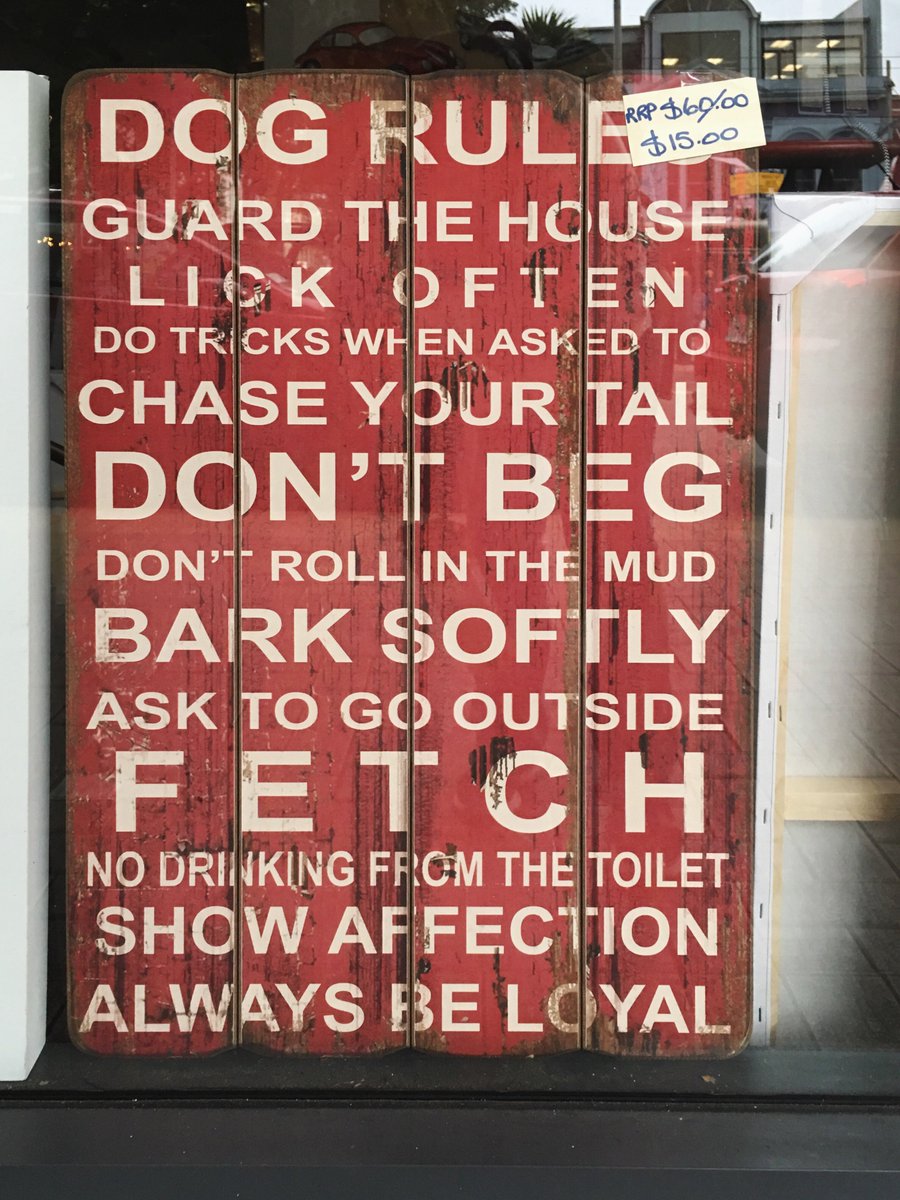 DOG RULES
RRP $60.00
$15.00
GUARD THE HOUSE
LICK OFTEN
DO TRICKS WHEN ASKED TO
CHASE YOUR TAIL
DON'T BEG
DON'T ROLL IN THE MUD
BARK SOFTLY
ASK TO GO OUTSIDE
FETCH
NO DRINKING FROM THE TOILET
SHOW AFFECTION
ALWAYS BE LOYAL